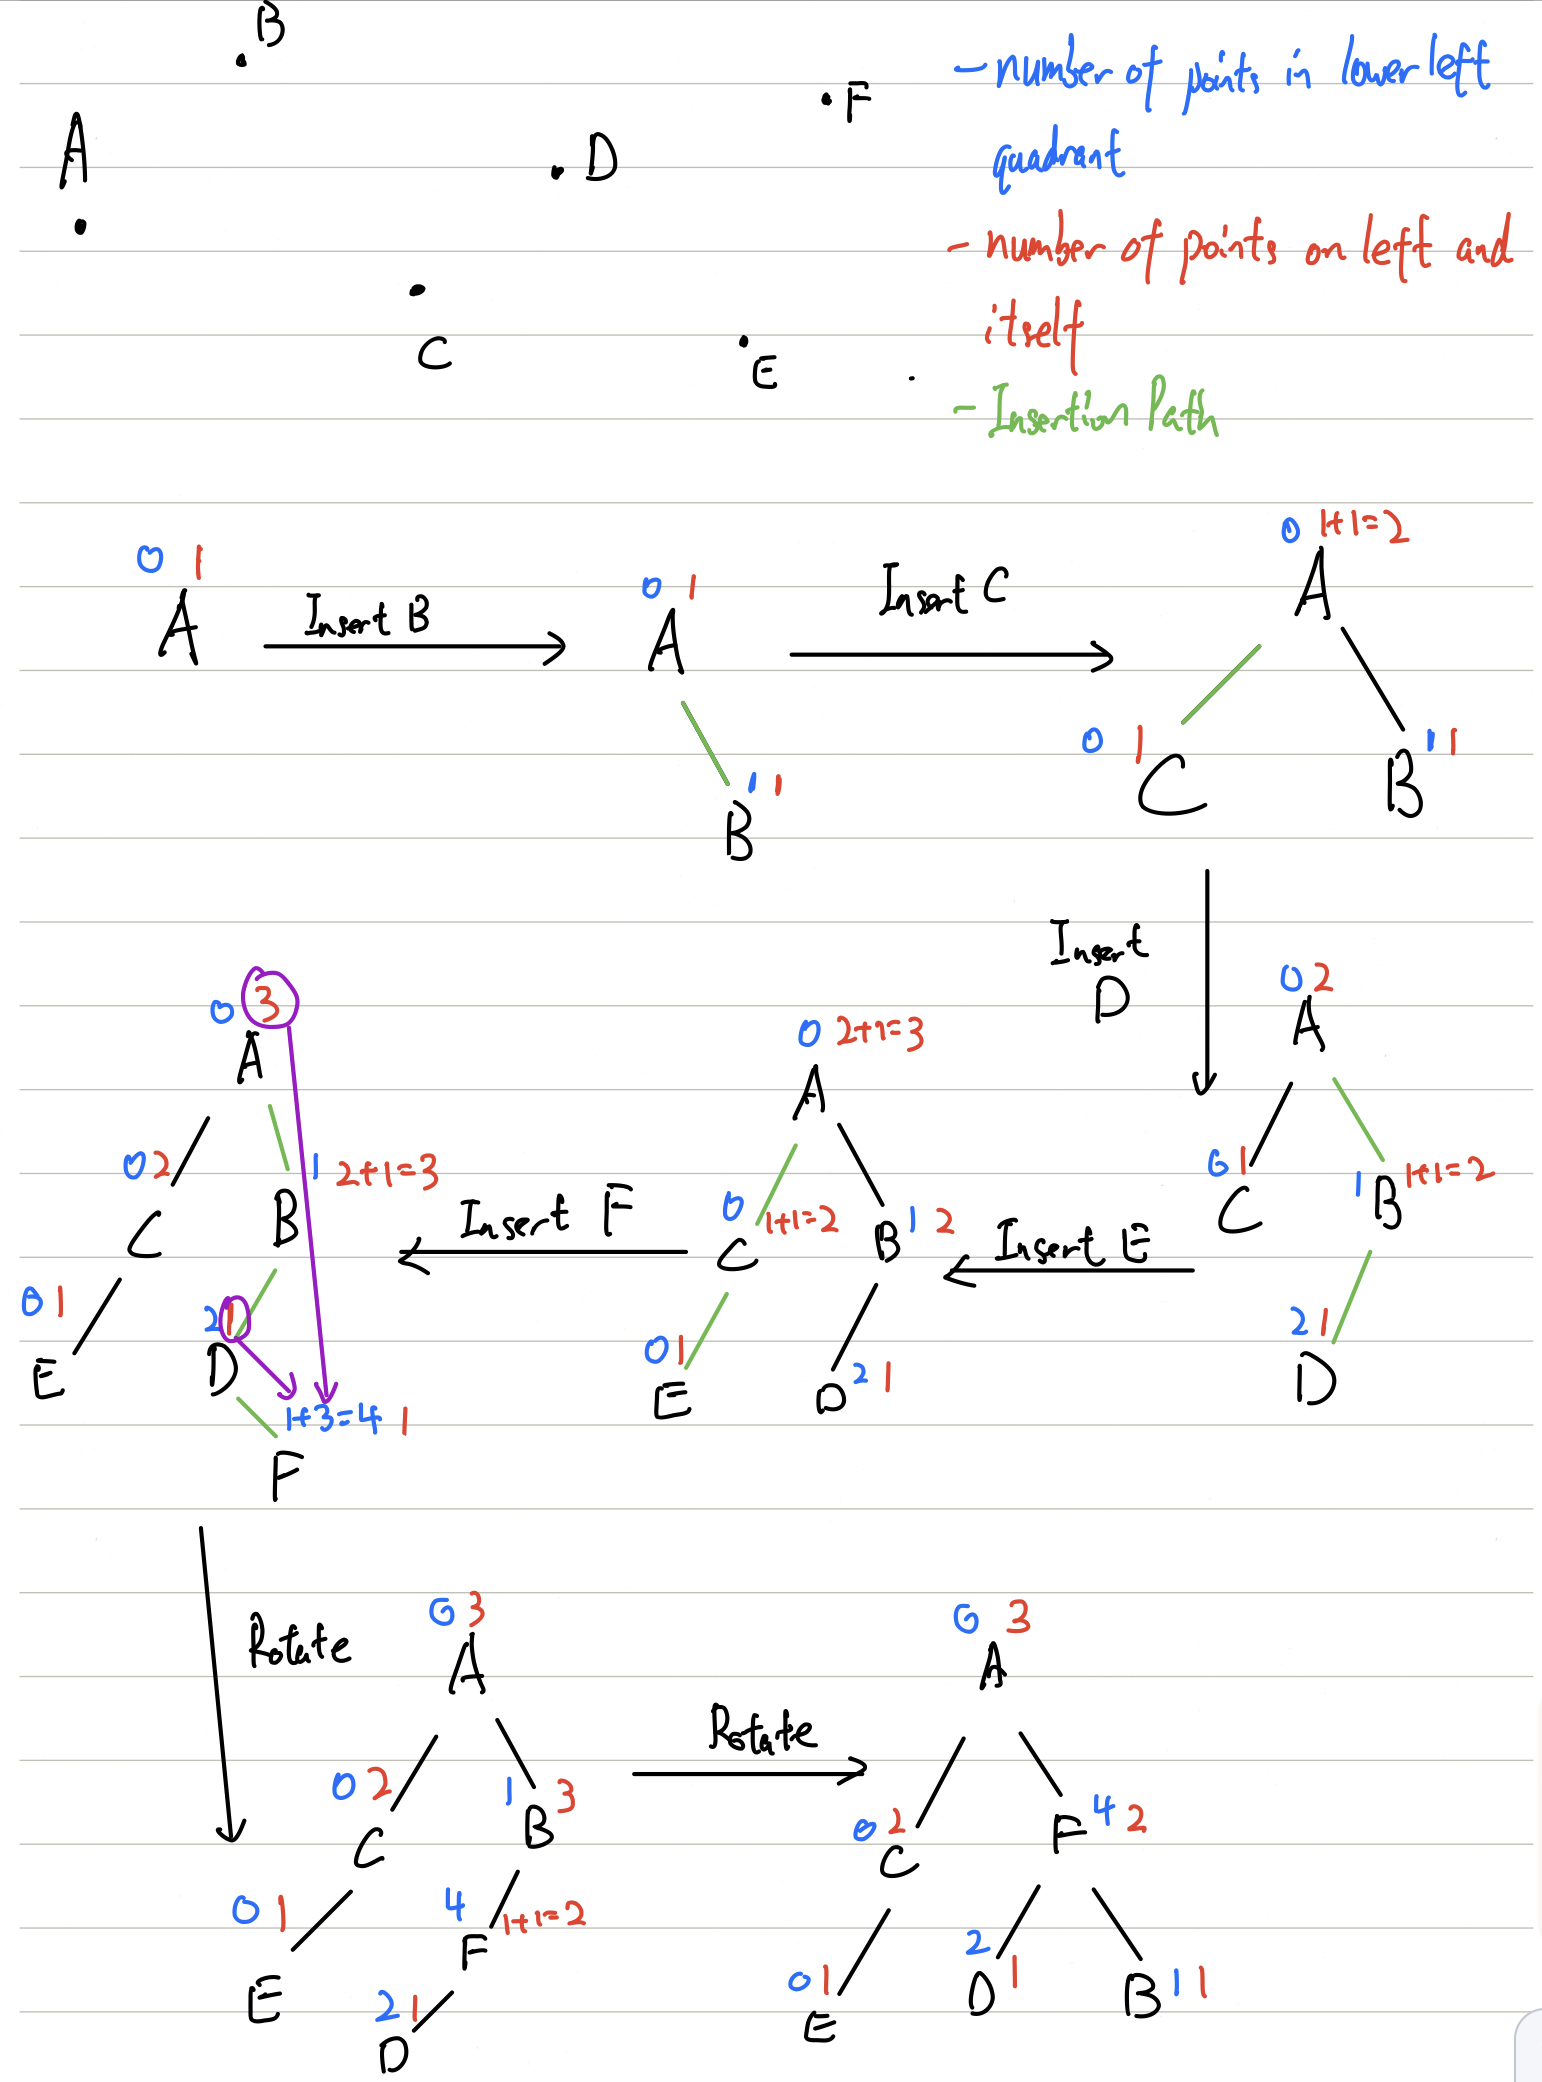 B
F
A
D
C
E
- number of points in lower left
quadrant
- number of points on left and
itself
- Insertion Path
0 1
A
Insert B
0 1
A
1 1
B
Insert C
0 1+1=2
A
0 1
C
1 1
B
Insert
D
0 2
A
0 1
C
1 B 1+1=2
2 1
D
Insert E
0 2+1=3
A
0 1+1=2
C
B 1 2
0 1
E
D 2 1
Insert F
0 3
A
0 2
C
1 2+1=3
B
0 1
E
2 1
D
1+3=4 1
F
Rotate
0 3
A
0 2
C
1 3
B
0 1
E
4 1+1=2
F
2 1
D
Rotate
0 3
A
0 2
C
F 4 2
0 1
E
2
D 1
B 1 1